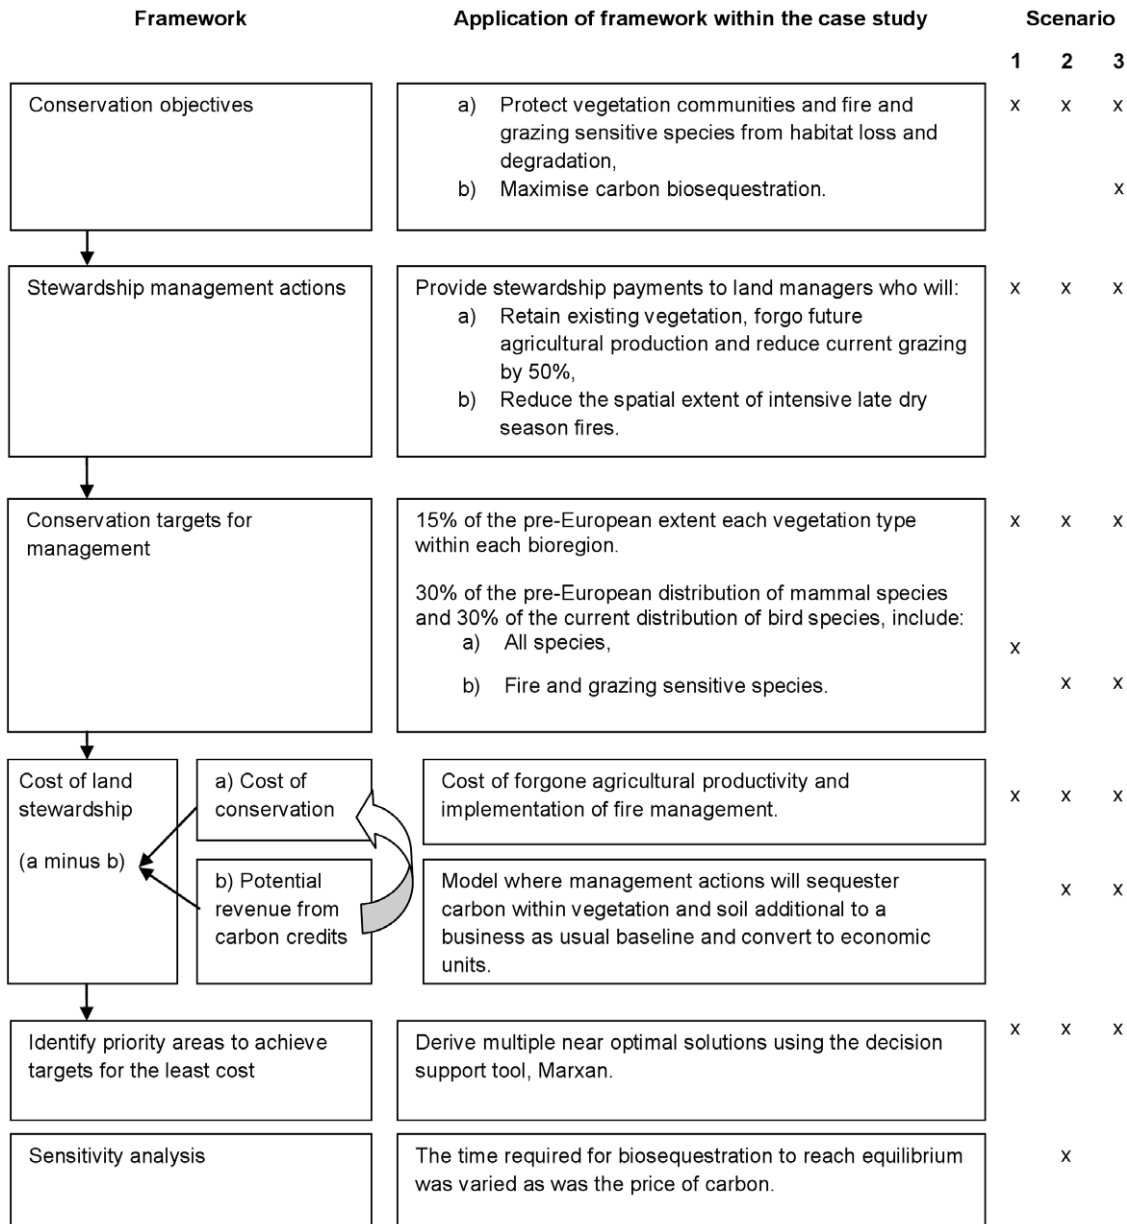 Framework
Application of framework within the case study
Scenario
1 2 3
Conservation objectives
a) Protect vegetation communities and fire and
grazing sensitive species from habitat loss and
degradation,
x x x
b) Maximise carbon biosequestration.
x
Stewardship management actions
Provide stewardship payments to land managers who will:
x x x
a) Retain existing vegetation, forgo future
agricultural production and reduce current grazing
by 50%,
b) Reduce the spatial extent of intensive late dry
season fires.
Conservation targets for
management
15% of the pre-European extent each vegetation type
within each bioregion.
x x x
30% of the pre-European distribution of mammal species
and 30% of the current distribution of bird species, include:
a) All species,
x
b) Fire and grazing sensitive species.
x x
Cost of land
stewardship
(a minus b)
a) Cost of
conservation
Cost of forgone agricultural productivity and
implementation of fire management.
x x x
b) Potential
revenue from
carbon credits
Model where management actions will sequester
carbon within vegetation and soil additional to a
business as usual baseline and convert to economic
units.
x x
Identify priority areas to achieve
targets for the least cost
Derive multiple near optimal solutions using the decision
support tool, Marxan.
x x x
Sensitivity analysis
The time required for biosequestration to reach equilibrium
was varied as was the price of carbon.
x